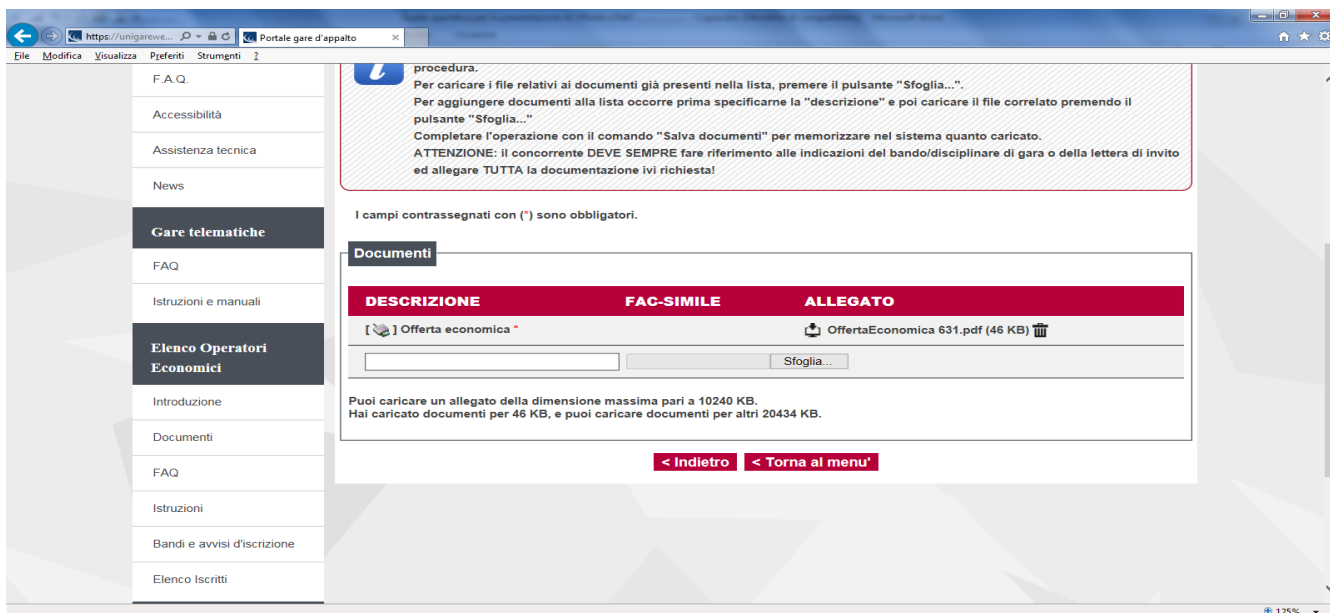 https://unigarewe...
Portale gare d'appalto
File Modifica Visualizza Preferiti Strumenti ?
F.A.Q.
Accessibilità
Assistenza tecnica
News
Gare telematiche
FAQ
Istruzioni e manuali
Elenco Operatori
Economici
Introduzione
Documenti
FAQ
Istruzioni
Bandi e avvisi d'iscrizione
Elenco Iscritti
procedura.
Per caricare i file relativi ai documenti già presenti nella lista, premere il pulsante "Sfoglia...".
Per aggiungere documenti alla lista occorre prima specificarne la "descrizione" e poi caricare il file correlato premendo il
pulsante "Sfoglia..."
Completare l'operazione con il comando "Salva documenti" per memorizzare nel sistema quanto caricato.
ATTENZIONE: il concorrente DEVE SEMPRE fare riferimento alle indicazioni del bando/disciplinare di gara o della lettera di invito
ed allegare TUTTA la documentazione ivi richiesta!
I campi contrassegnati con (*) sono obbligatori.
Documenti
DESCRIZIONE FAC-SIMILE ALLEGATO
[ ] Offerta economica * OffertaEconomica 631.pdf (46 KB)
Sfoglia...
Puoi caricare un allegato della dimensione massima pari a 10240 KB.
Hai caricato documenti per 46 KB, e puoi caricare documenti per altri 20434 KB.
< Indietro < Torna al menu'
125%